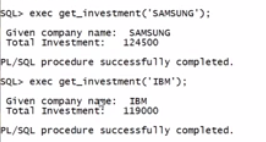 SQL> exec get_investment('SAMSUNG');
Given company name: SAMSUNG
Total Investment: 124500
PL/SQL procedure successfully completed.
SQL> exec get_investment('IBM');
Given company name: IBM
Total Investment: 119000
PL/SQL procedure successfully completed.